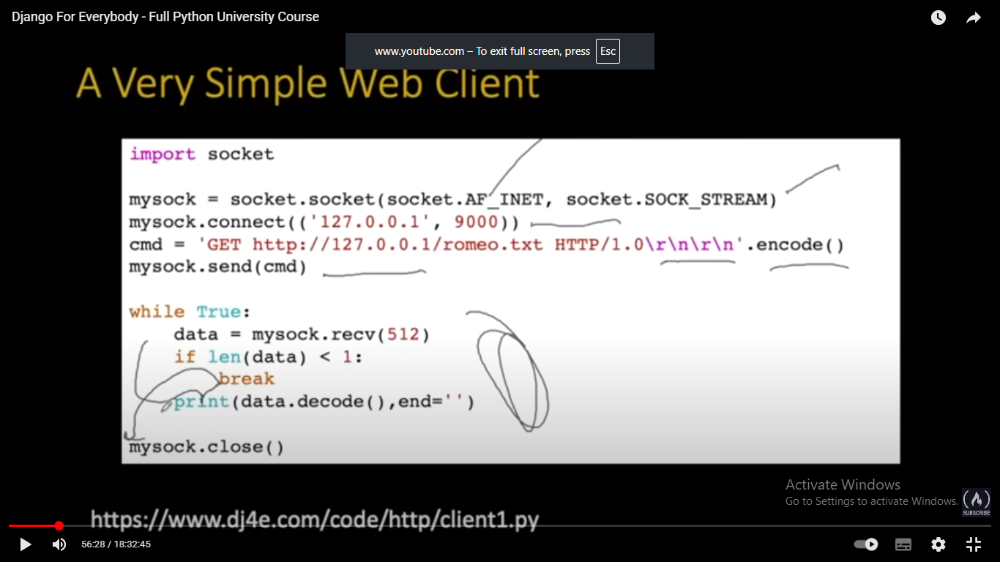 Django For Everybody - Full Python University Course
www.youtube.com – To exit full screen, press Esc
A Very Simple Web Client
import socket
mysock = socket.socket(socket.AF_INET, socket.SOCK_STREAM)
mysock.connect(('127.0.0.1', 9000))
cmd = 'GET http://127.0.0.1/romeo.txt HTTP/1.0\r\n\r\n'.encode()
mysock.send(cmd)
while True:
    data = mysock.recv(512)
    if len(data) < 1:
        break
    print(data.decode(),end='')
mysock.close()
Activate Windows
Go to Settings to activate Windows.
SUBSCRIBE
https://www.dj4e.com/code/http/client1.py
56:28 / 18:32:45